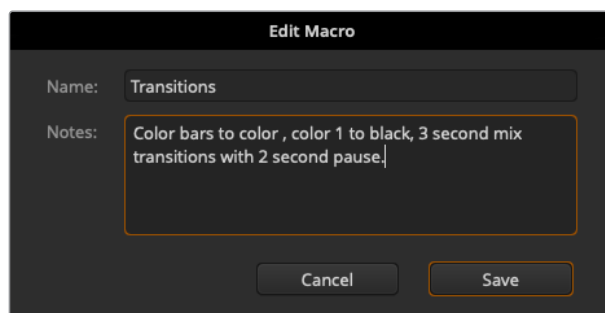 Edit Macro
Name: Transitions
Notes: Color bars to color , color 1 to black, 3 second mix
transitions with 2 second pause.
Cancel Save